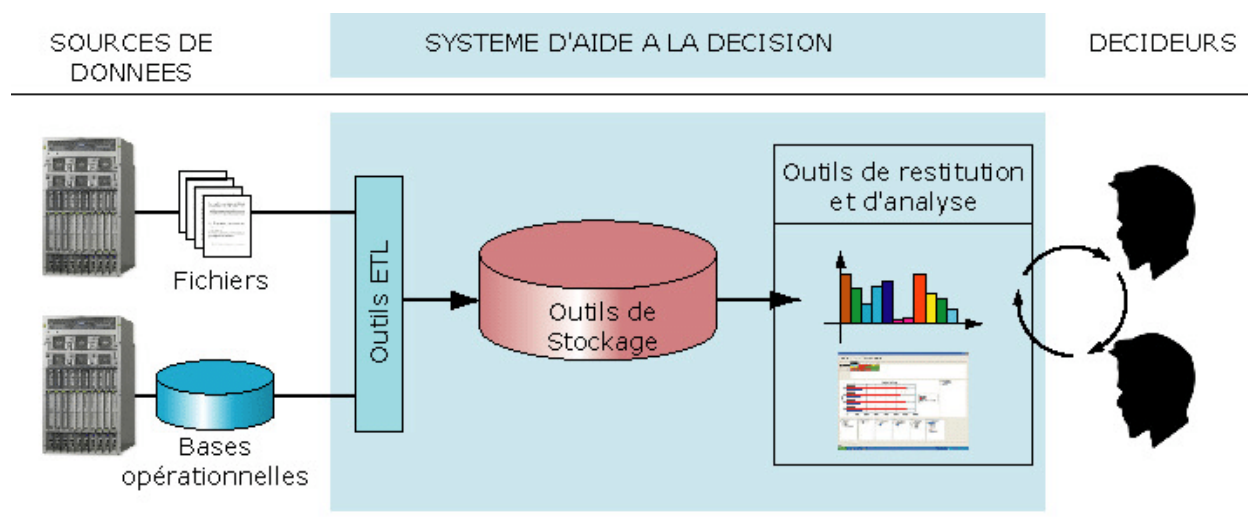 SOURCES DE
DONNEES
SYSTEME D'AIDE A LA DECISION
DECIDEURS
Fichiers
Bases
opérationnelles
Outils ETL
Outils de
Stockage
Outils de restitution
et d'analyse